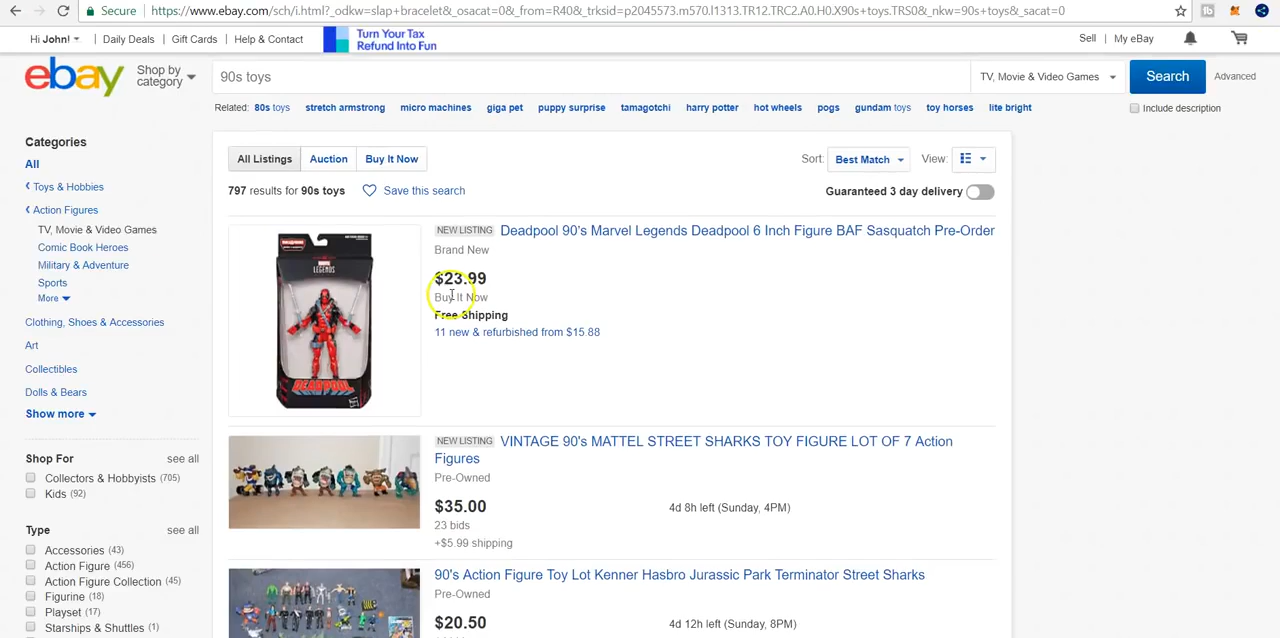 Secure https://www.ebay.com/sch/i.html?_odkw=slap+bracelet&_osacat=0&_from=R40&_trksid=p2045573.m570.l1313.TR12.TRC2.A0.H0.X90s+toys.TRS0&_nkw=90s+toys&_sacat=0
Hi John! Daily Deals Gift Cards Help & Contact Turn Your Tax Refund Into Fun Sell My eBay
ebay Shop by category 90s toys TV, Movie & Video Games Search Advanced
Related: 80s toys stretch armstrong micro machines giga pet puppy surprise tamagotchi harry potter hot wheels pogs gundam toys toy horses lite bright Include description
Categories
All
Toys & Hobbies
Action Figures
TV, Movie & Video Games
Comic Book Heroes
Military & Adventure
Sports
More
Clothing, Shoes & Accessories
Art
Collectibles
Dolls & Bears
Show more
Shop For see all
Collectors & Hobbyists (705)
Kids (92)
Type see all
Accessories (43)
Action Figure (456)
Action Figure Collection (45)
Figurine (18)
Playset (17)
Starships & Shuttles (1)
All Listings Auction Buy It Now Sort: Best Match View:
797 results for 90s toys Save this search Guaranteed 3 day delivery
MARVEL
LEGENDS
DEADPOOL
NEW LISTING Deadpool 90's Marvel Legends Deadpool 6 Inch Figure BAF Sasquatch Pre-Order
Brand New
$23.99
Buy It Now
Free Shipping
11 new & refurbished from $15.88
NEW LISTING VINTAGE 90's MATTEL STREET SHARKS TOY FIGURE LOT OF 7 Action
Figures
Pre-Owned
$35.00 4d 8h left (Sunday, 4PM)
23 bids
+$5.99 shipping
90's Action Figure Toy Lot Kenner Hasbro Jurassic Park Terminator Street Sharks
Pre-Owned
$20.50 4d 12h left (Sunday, 8PM)